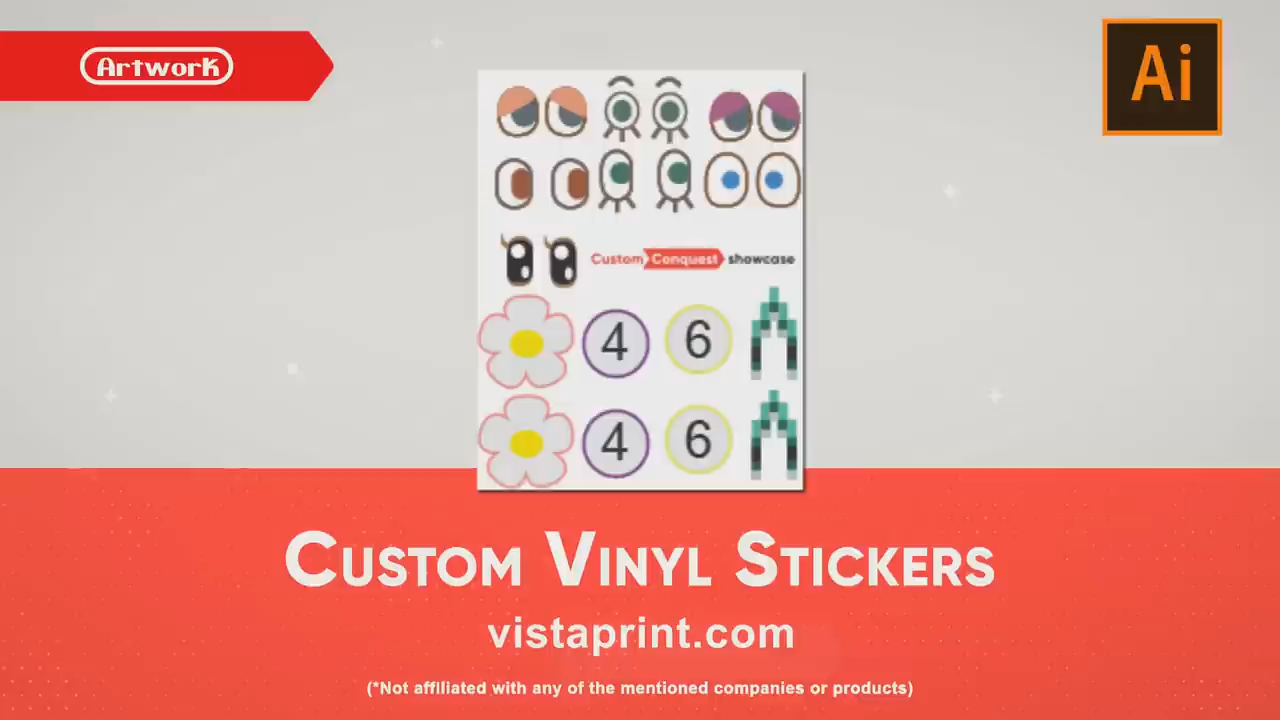 Artwork
Ai
Custom Conquest showcase
4 6
4 6
Custom Vinyl Stickers
vistaprint.com
(*Not affiliated with any of the mentioned companies or products)